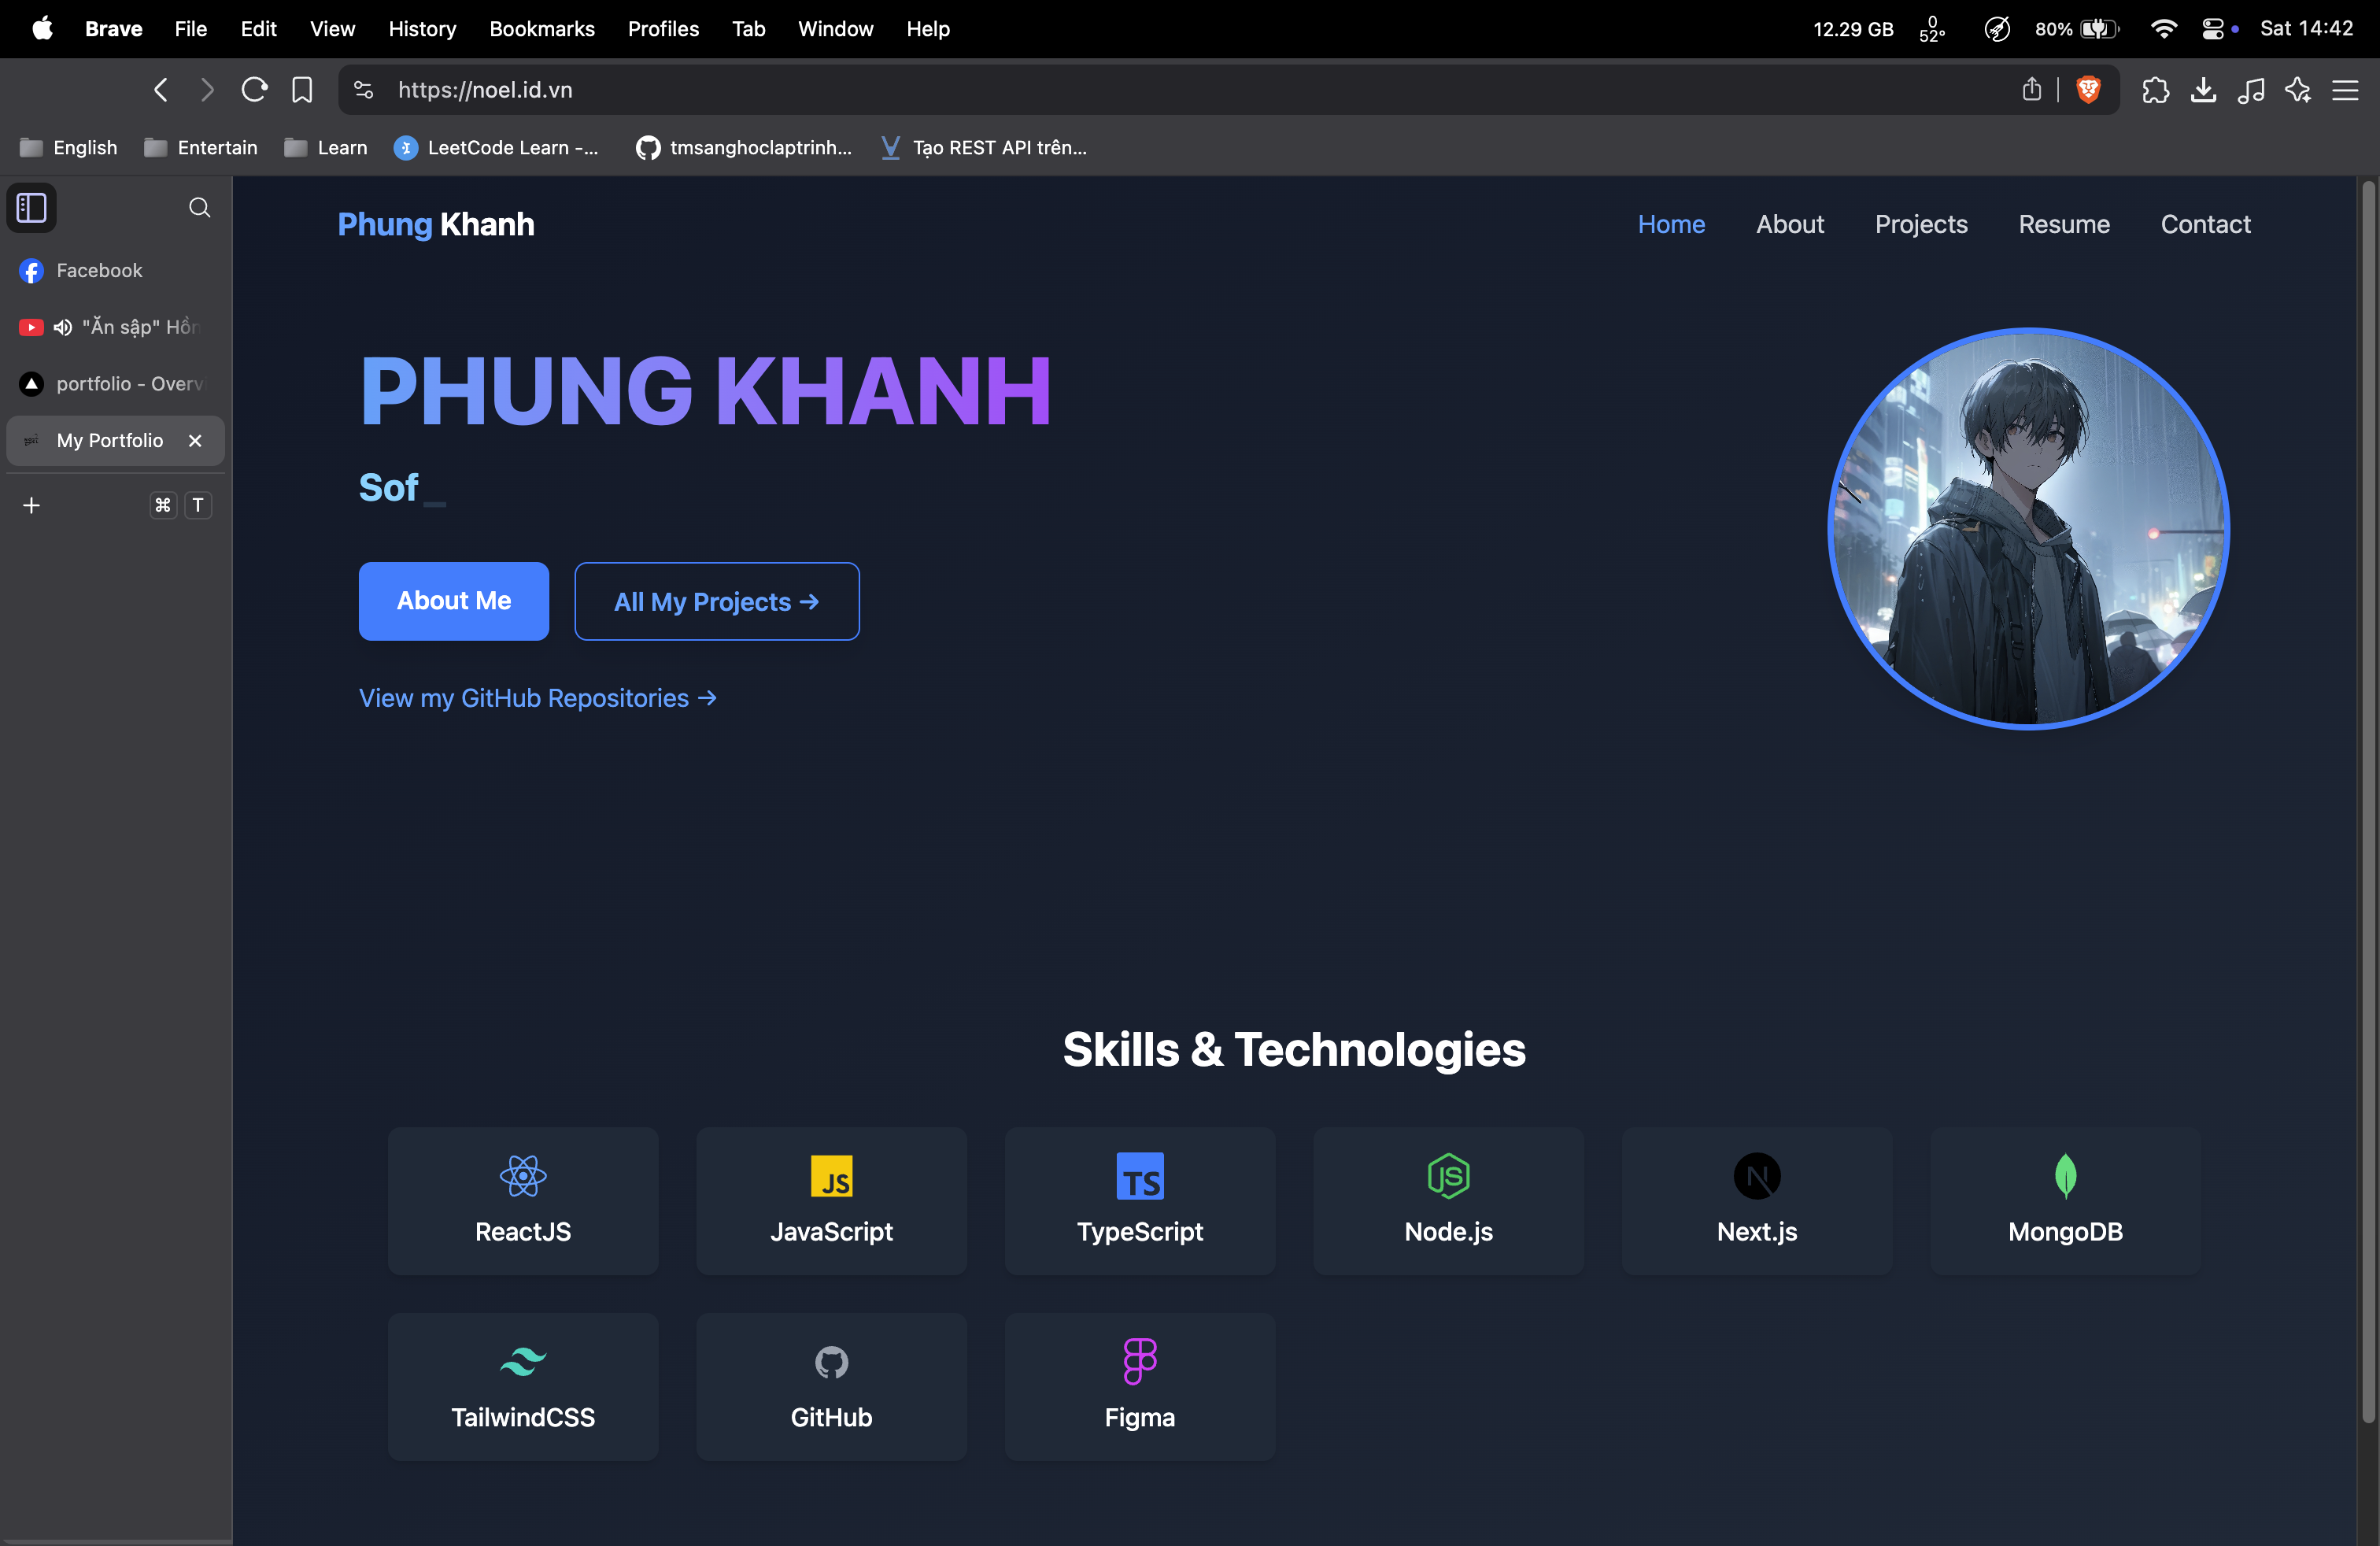 Brave File Edit View History Bookmarks Profiles Tab Window Help 12.29 GB 0 52° 80% Sat 14:42
https://noel.id.vn
English Entertain Learn LeetCode Learn -... tmsanghoclaptrinh... Tạo REST API trên...
Facebook
"Ăn sập" Hồn
portfolio - Overv
My Portfolio
⌘ T
Phung Khanh Home About Projects Resume Contact
PHUNG KHANH
Sof_
About Me All My Projects →
View my GitHub Repositories →
Skills & Technologies
JS TS JS N
ReactJS JavaScript TypeScript Node.js Next.js MongoDB
TailwindCSS GitHub Figma